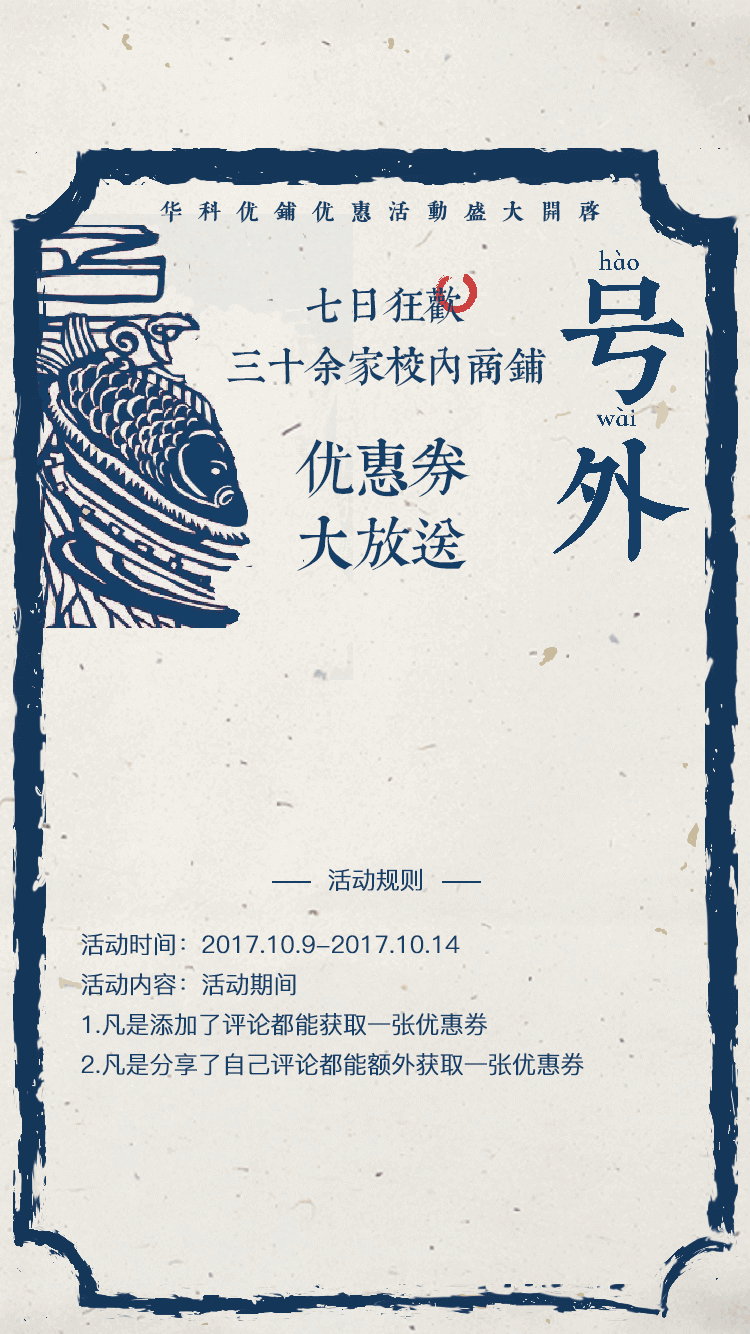 华科优鋪优惠活動盛大開啓
hào
号
wài
外
七日狂歡
三十余家校内商鋪
优惠券
大放送
活动规则
活动时间：2017.10.9-2017.10.14
活动内容：活动期间
1.凡是添加了评论都能获取一张优惠券
2.凡是分享了自己评论都能额外获取一张优惠券